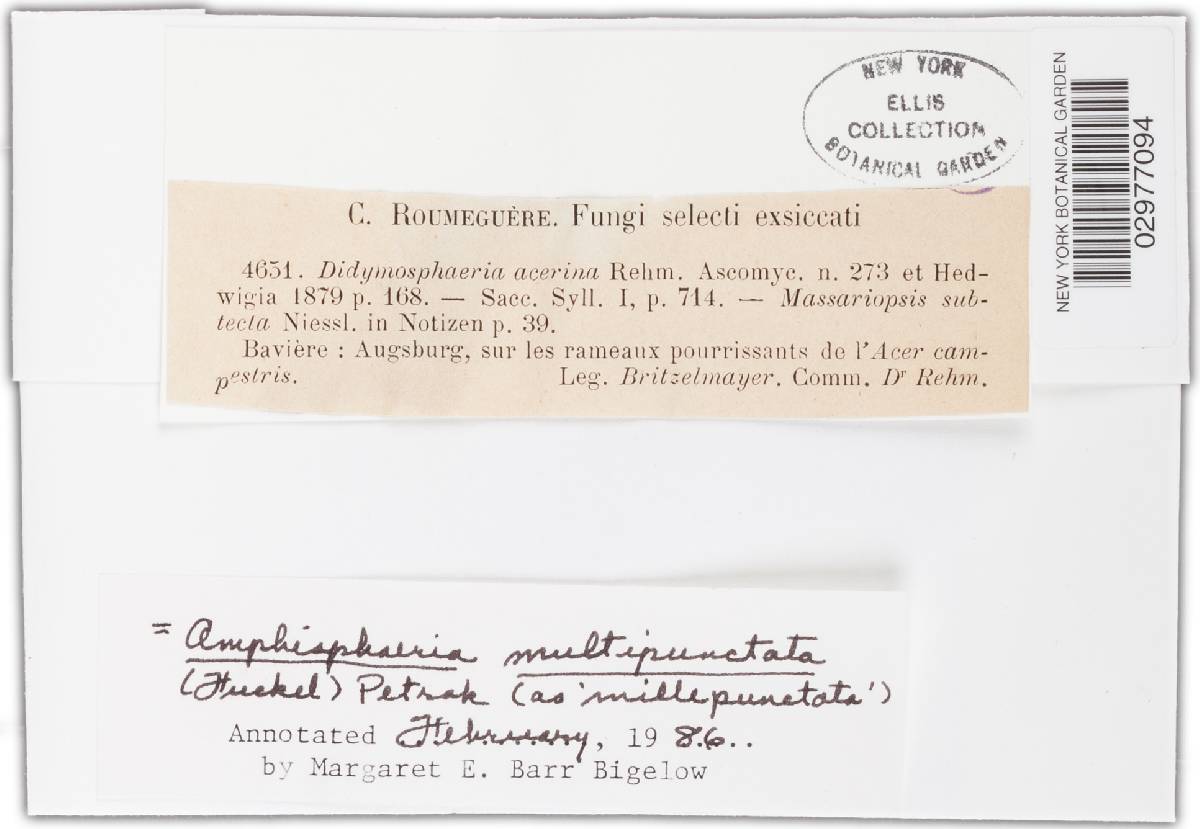 NEW YORK
ELLIS
COLLECTION
BOTANICAL GARDEN
NEW YORK BOTANICAL GARDEN
02977094
C. ROUMEGUÈRE. Fungi selecti exsiccati
4651. Didymosphaeria acerina Rehm. Ascomyc. n. 273 et Hed-
wigia 1879 p. 168. — Sacc. Syll. I, p. 714. — Massariopsis sub-
tecta Niessl. in Notizen p. 39.
Bavière : Augsburg, sur les rameaux pourrissants de l'Acer cam-
pestris. Leg. Britzelmayer. Comm. Dr Rehm.
= Amphisphaeria multipunctata
(Fuckel) Petrak (as 'millepunctata')
Annotated February, 1986..
by Margaret E. Barr Bigelow